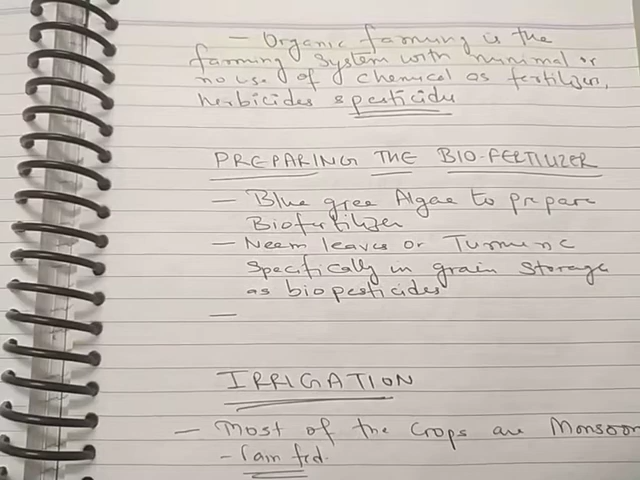 - Organic farming is the
farming system with minimal or
no use of chemical as fertilizers,
herbicides & pesticides
PREPARING THE BIO-FERTILIZER
- Blue gree Algae to prepare
Biofertilizer
- Neem leaves or Turmeric
Specifically in grain storage
as biopesticides
-
IRRIGATION
- Most of the Crops are Monsoon
- rain fed.